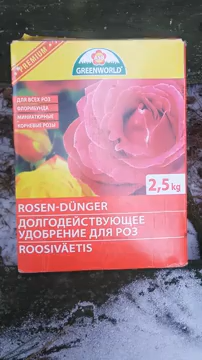 PREMIUM
ASB
GREENWORLD
ДЛЯ ВСЕХ РОЗ
ФЛОРИБУНДА
МИНИАТЮРНЫЕ
КОРНЕВЫЕ РОЗЫ
2,5 kg
ROSEN-DÜNGER
ДОЛГОДЕЙСТВУЮЩЕЕ
УДОБРЕНИЕ ДЛЯ РОЗ
ROOSIVÄETIS